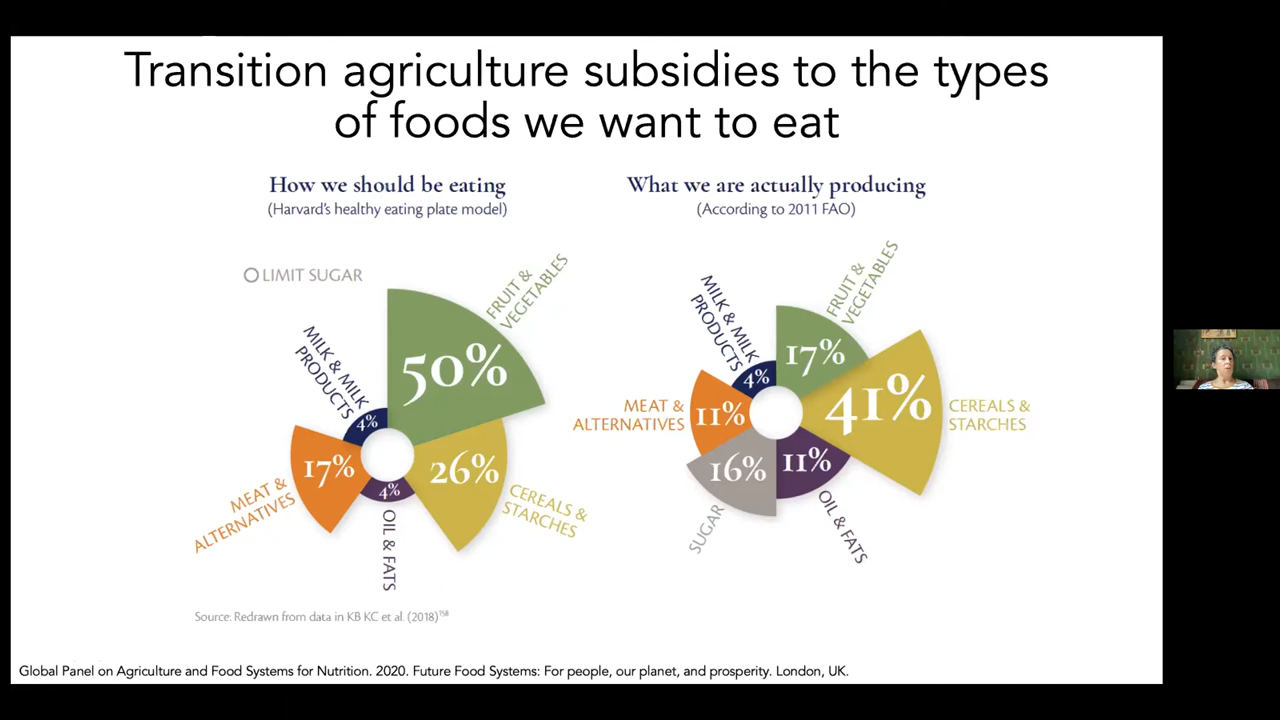 Transition agriculture subsidies to the types
of foods we want to eat
How we should be eating
(Harvard's healthy eating plate model)
LIMIT SUGAR
FRUIT &
VEGETABLES
50%
MILK & MILK
PRODUCTS
4%
17%
MEAT &
ALTERNATIVES
4%
OIL & FATS
26%
CEREALS &
STARCHES
What we are actually producing
(According to 2011 FAO)
FRUIT &
VEGETABLES
17%
MILK & MILK
PRODUCTS
4%
MEAT &
ALTERNATIVES
11%
41%
CEREALS &
STARCHES
16%
SUGAR
11%
OIL & FATS
Source: Redrawn from data in KB KC et al. (2018)
Global Panel on Agriculture and Food Systems for Nutrition. 2020. Future Food Systems: For people, our planet, and prosperity. London, UK.